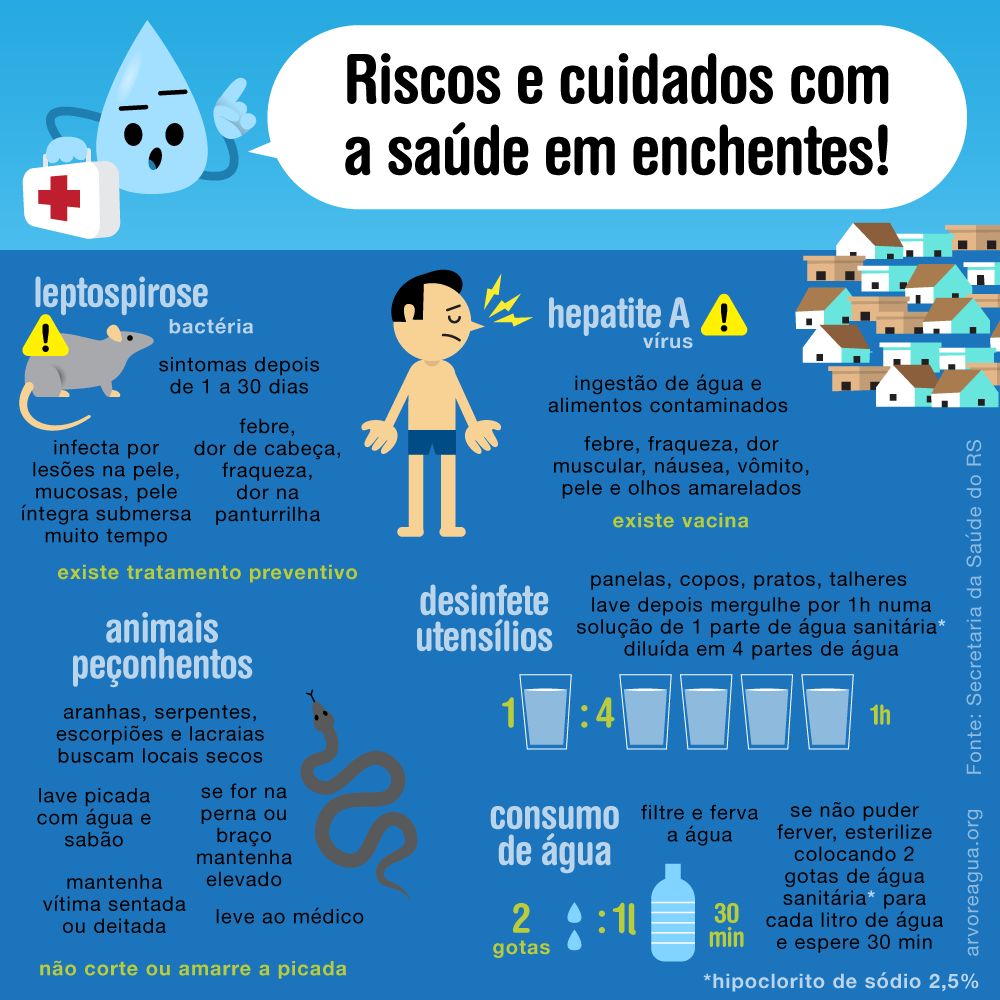 Riscos e cuidados com
a saúde em enchentes!
leptospirose
bactéria
sintomas depois
de 1 a 30 dias
infecta por
lesões na pele,
mucosas, pele
íntegra submersa
muito tempo
febre,
dor de cabeça,
fraqueza,
dor na
panturrilha
existe tratamento preventivo
hepatite A
vírus
ingestão de água e
alimentos contaminados
febre, fraqueza, dor
muscular, náusea, vômito,
pele e olhos amarelados
existe vacina
animais
peçonhentos
aranhas, serpentes,
escorpiões e lacraias
buscam locais secos
lave picada
com água e
sabão
se for na
perna ou
braço
mantenha
elevado
mantenha
vítima sentada
ou deitada
leve ao médico
não corte ou amarre a picada
desinfete
utensílios
panelas, copos, pratos, talheres
lave depois mergulhe por 1h numa
solução de 1 parte de água sanitária*
diluída em 4 partes de água
1 : 4 1h
consumo
de água
filtre e ferva
a água
2
gotas
: 1l
30
min
se não puder
ferver, esterilize
colocando 2
gotas de água
sanitária* para
cada litro de água
e espere 30 min
*hipoclorito de sódio 2,5%
Fonte: Secretaria da Saúde do RS
arvoreagua.org